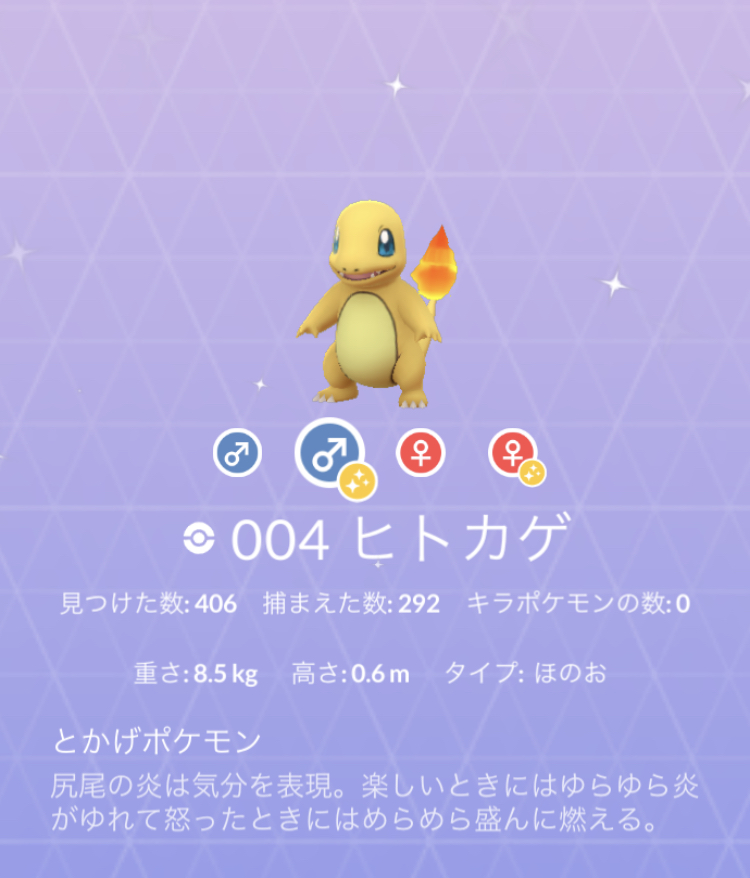 004 ヒトカゲ
見つけた数: 406 捕まえた数: 292 キラポケモンの数: 0
重さ: 8.5 kg 高さ: 0.6 m タイプ: ほのお
とかげポケモン
尻尾の炎は気分を表現。楽しいときにはゆらゆら炎
がゆれて怒ったときにはめらめら盛んに燃える。